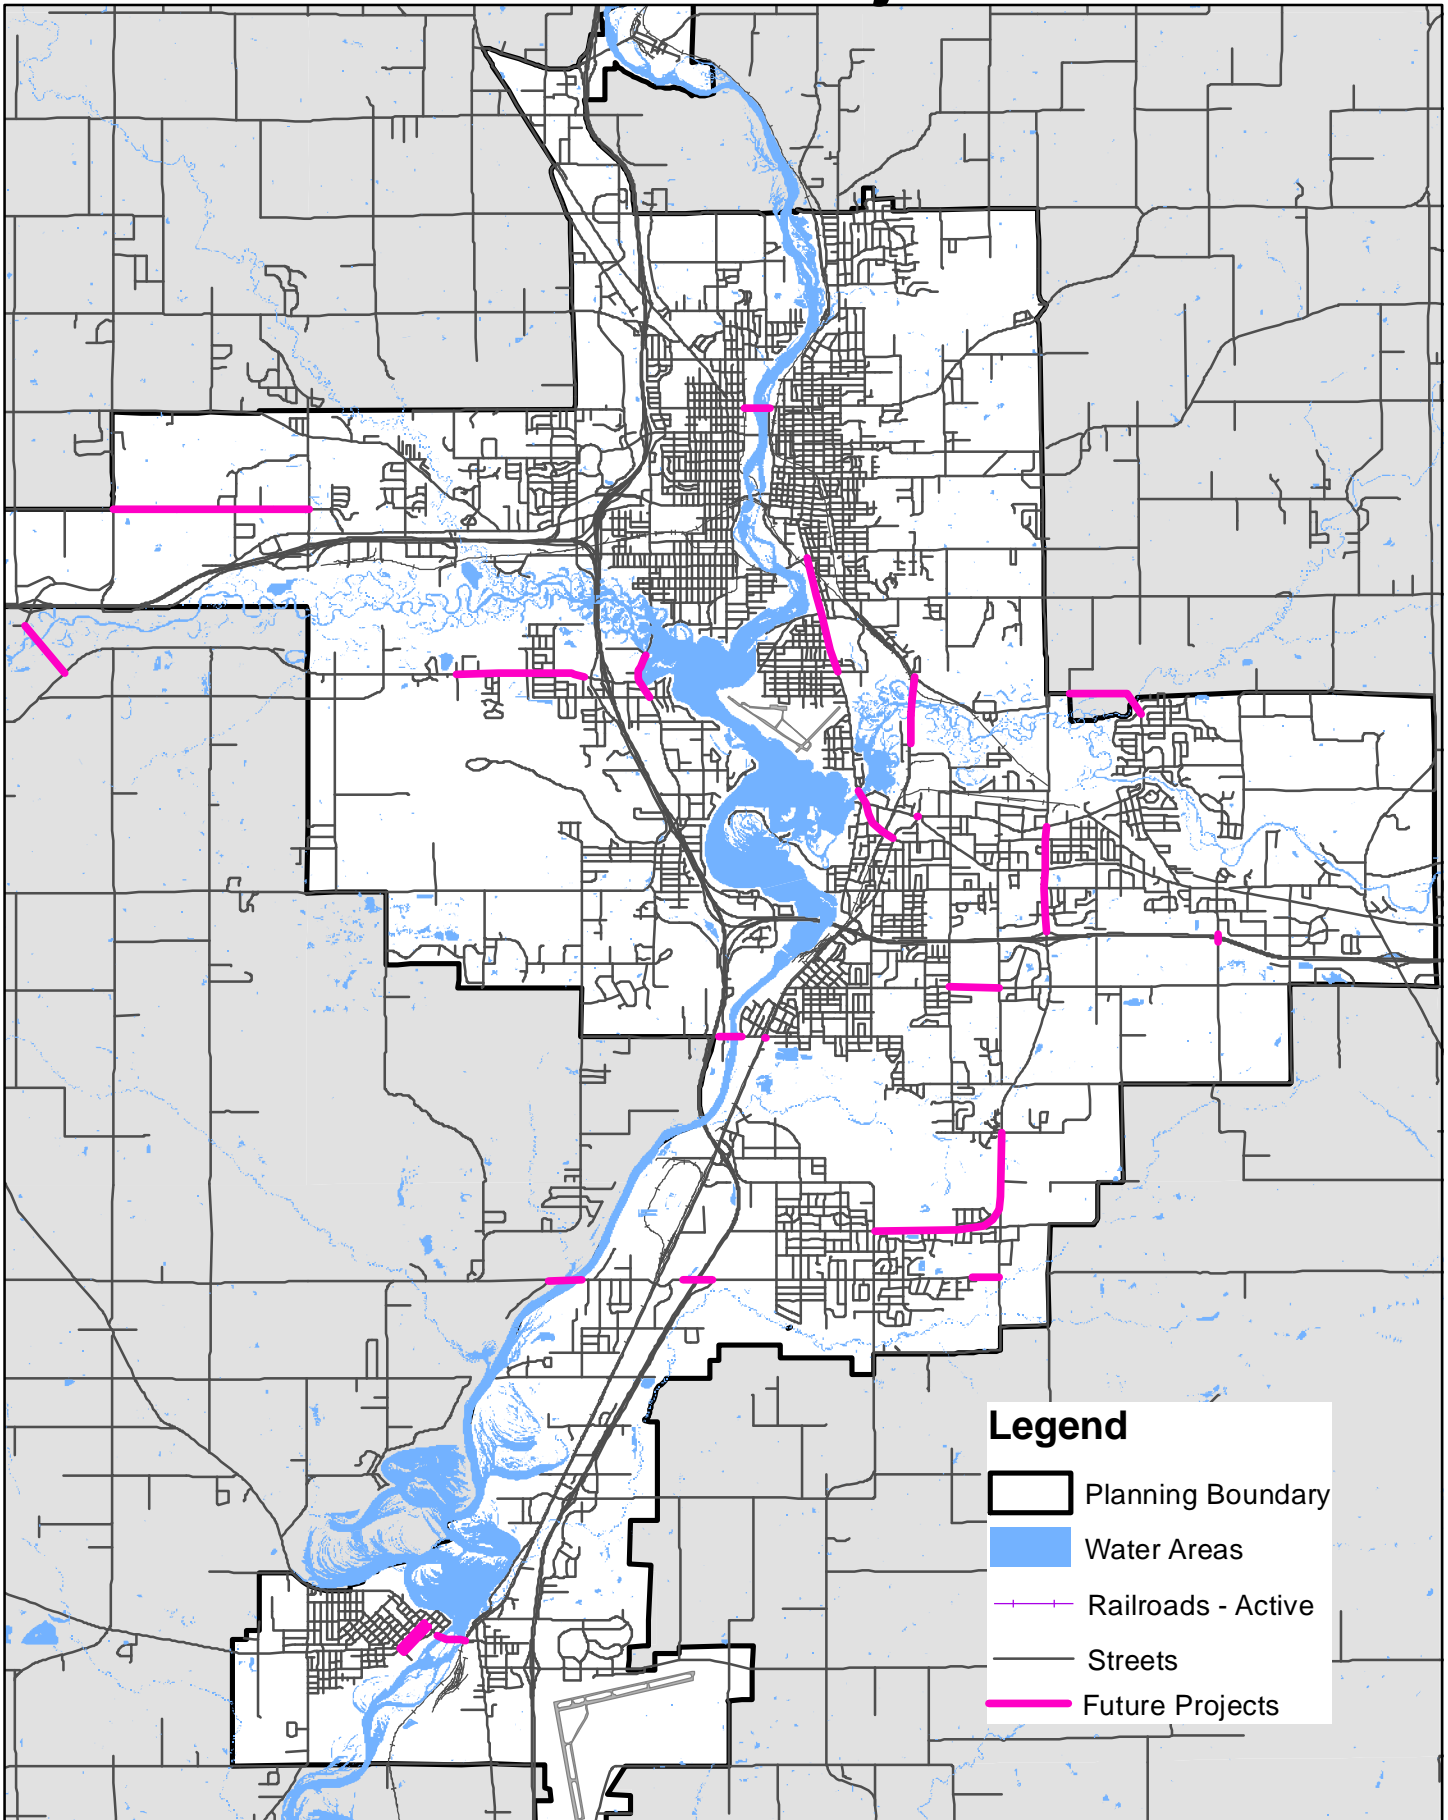 Legend
Planning Boundary
Water Areas
Railroads - Active
Streets
Future Projects